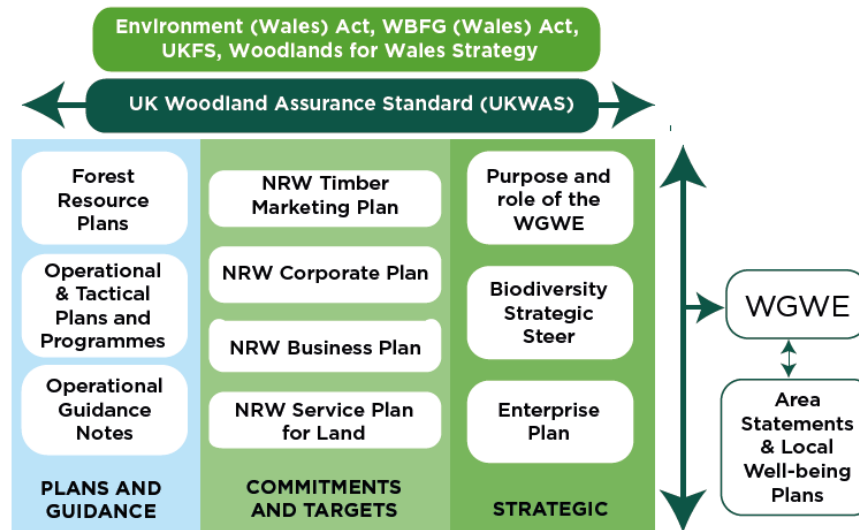 Environment (Wales) Act, WBFG (Wales) Act,
UKFS, Woodlands for Wales Strategy
UK Woodland Assurance Standard (UKWAS)
Forest
Resource
Plans
Operational
& Tactical
Plans and
Programmes
Operational
Guidance
Notes
PLANS AND
GUIDANCE
NRW Timber
Marketing Plan
NRW Corporate Plan
NRW Business Plan
NRW Service Plan
for Land
COMMITMENTS
AND TARGETS
Purpose and
role of the
WGWE
Biodiversity
Strategic
Steer
Enterprise
Plan
STRATEGIC
WGWE
Area
Statements
& Local
Well-being
Plans